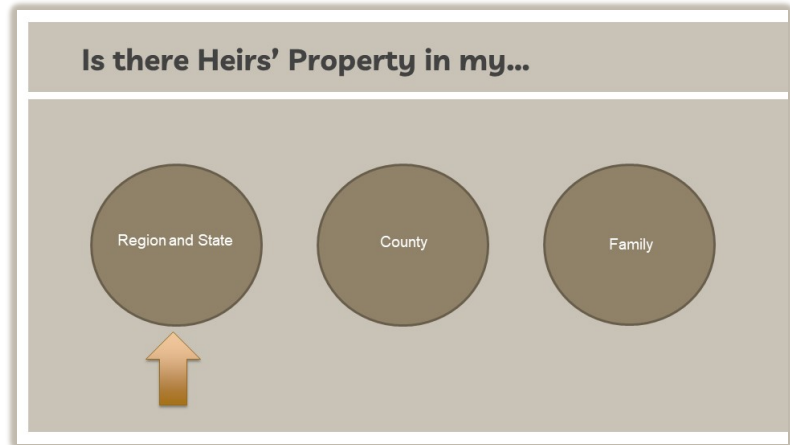 Is there Heirs’ Property in my…
Region and State
County
Family